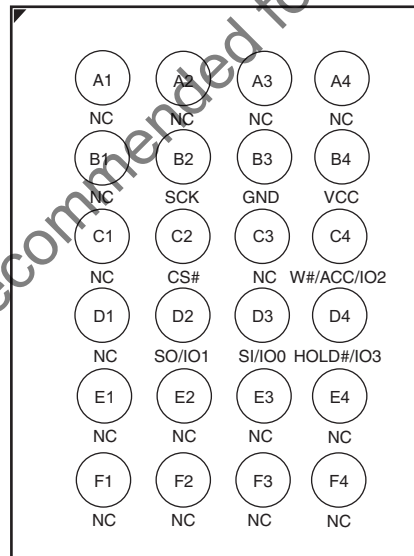 ecommended fo
A1 A2 A3 A4
NC NC NC NC
B1 B2 B3 B4
NC SCK GND VCC
C1 C2 C3 C4
NC CS# NC W#/ACC/IO2
D1 D2 D3 D4
NC SO/IO1 SI/IO0 HOLD#/IO3
E1 E2 E3 E4
NC NC NC NC
F1 F2 F3 F4
NC NC NC NC